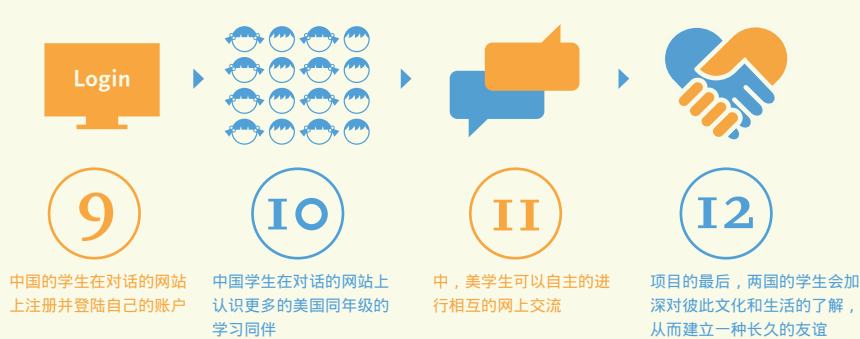 Login
9
中国的学生在对话的网站
上注册并登陆自己的账户
10
中国学生在对话的网站上
认识更多的美国同年级的
学习同伴
11
中，美学生可以自主的进
行相互的网上交流
12
项目的最后，两国的学生会加
深对彼此文化和生活的了解，
从而建立一种长久的友谊